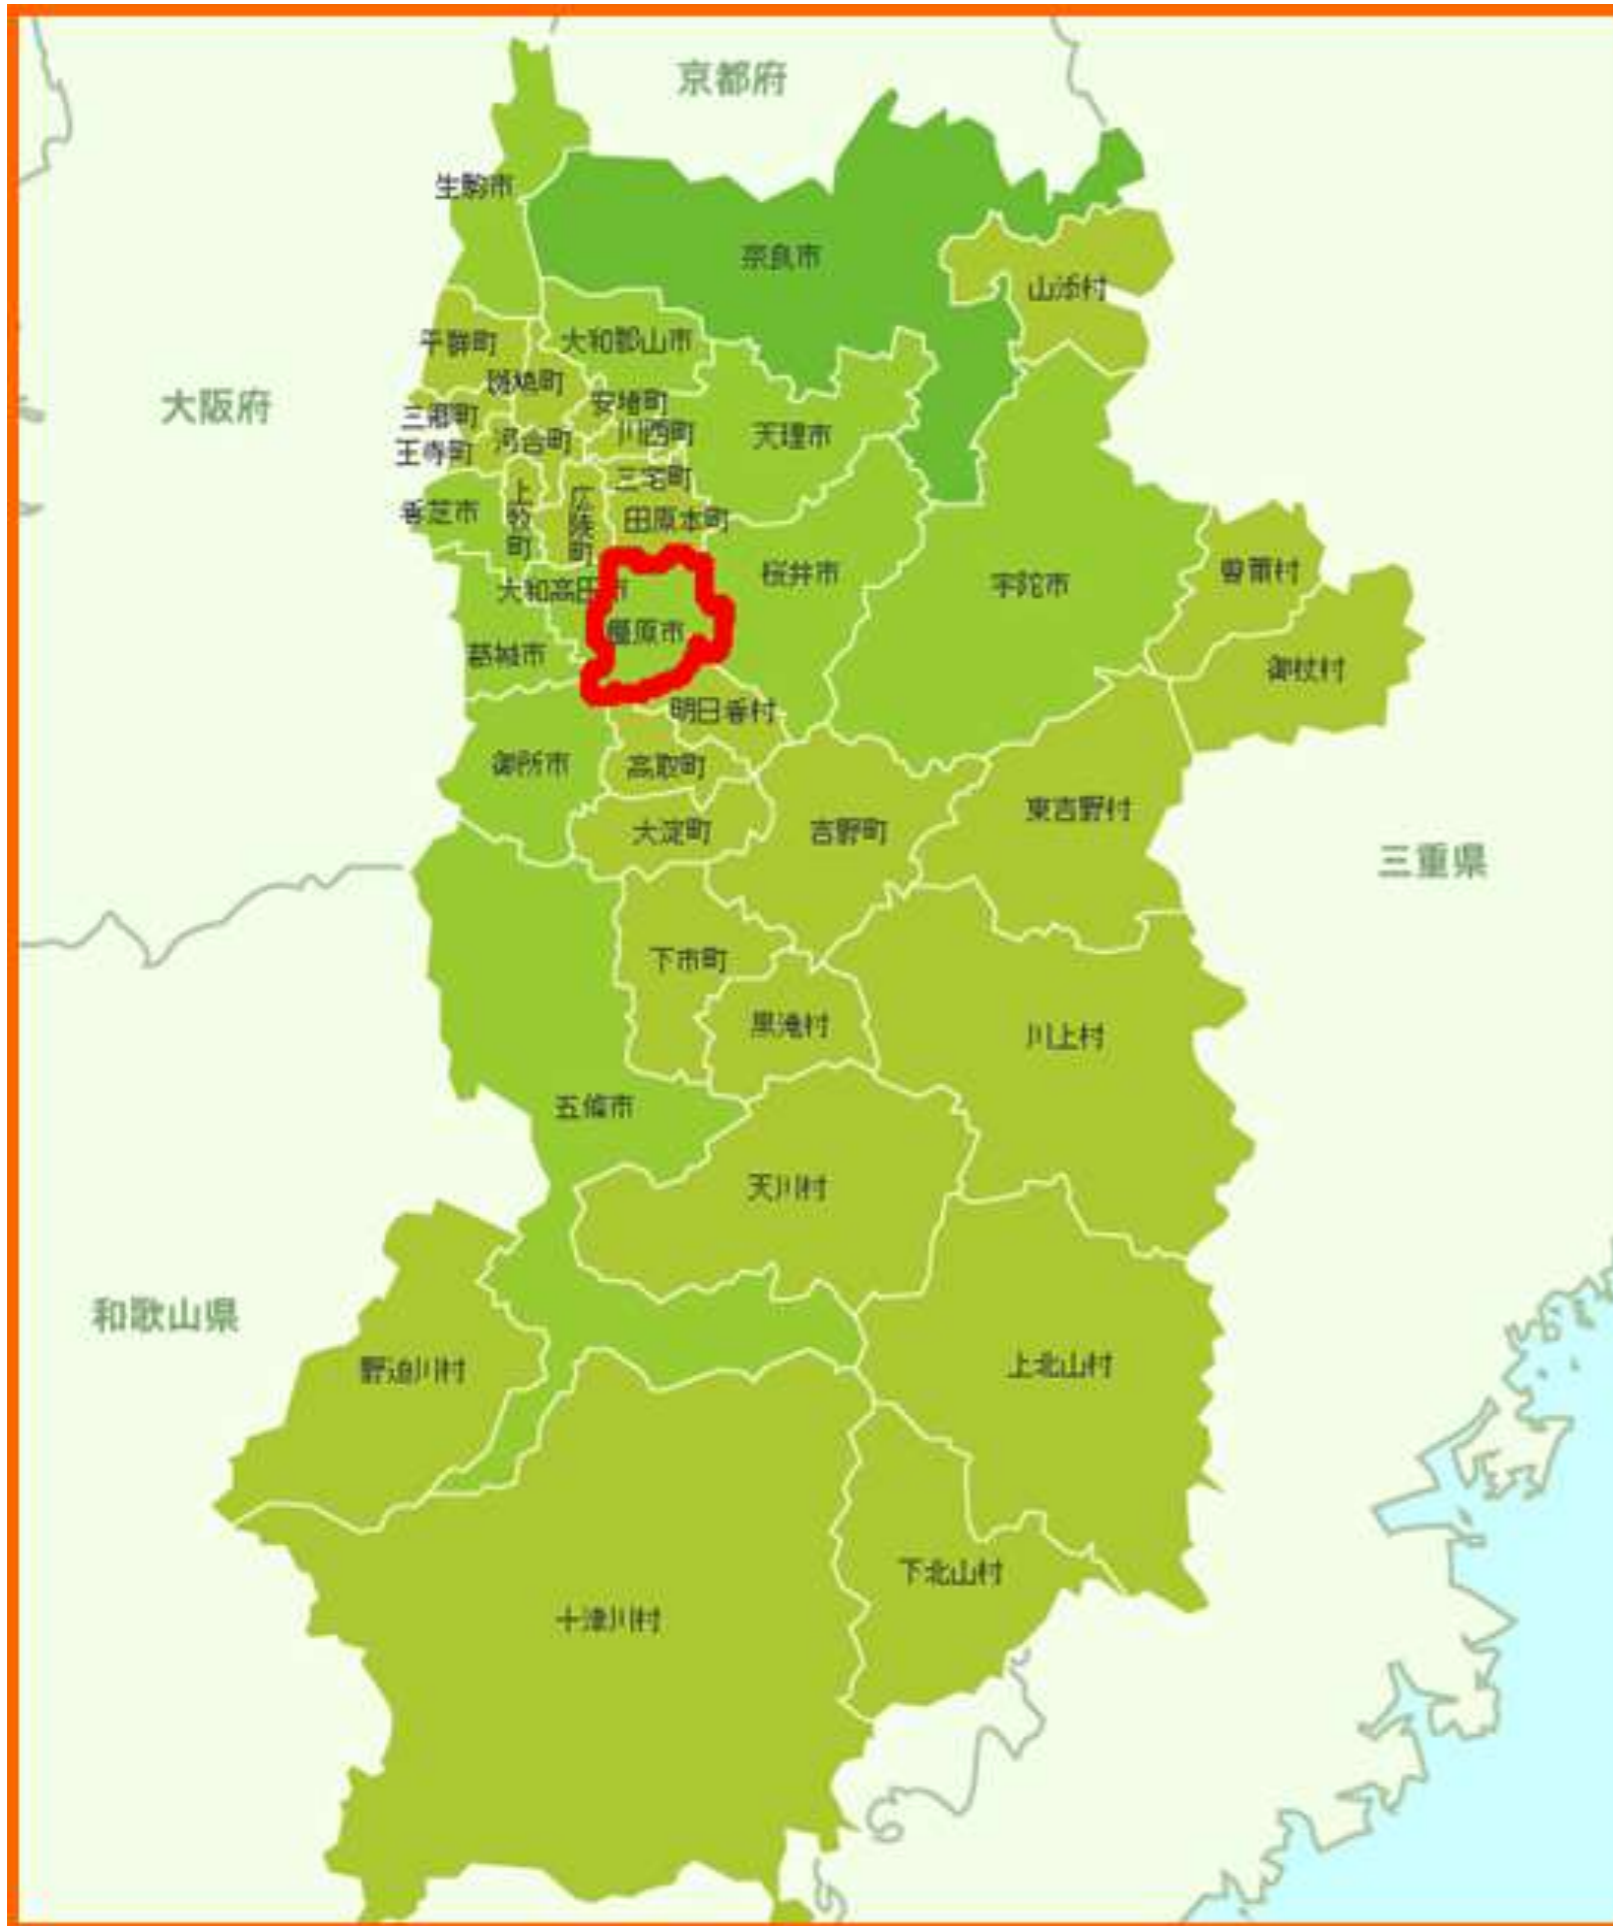 京都府
生駒市
奈良市
山添村
平群町
大和郡山市
斑鳩町
大阪府
三郷町
安堵町
王寺町
河合町
川西町
天理市
三宅町
香芝市
上牧町
広陵町
田原本町
桜井市
宇陀市
曽爾村
大和高田市
橿原市
葛城市
御杖村
明日香村
御所市
高取町
大淀町
吉野町
東吉野村
三重県
下市町
黒滝村
川上村
五條市
天川村
和歌山県
野迫川村
上北山村
下北山村
十津川村